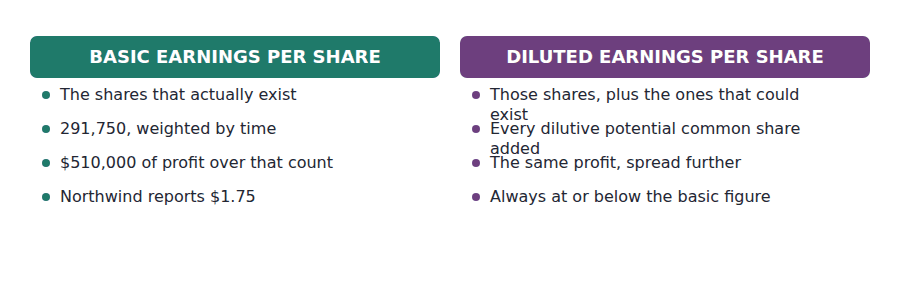 BASIC EARNINGS PER SHARE
The shares that actually exist
291,750, weighted by time
$510,000 of profit over that count
Northwind reports $1.75
DILUTED EARNINGS PER SHARE
Those shares, plus the ones that could
exist
Every dilutive potential common share
added
The same profit, spread further
Always at or below the basic figure